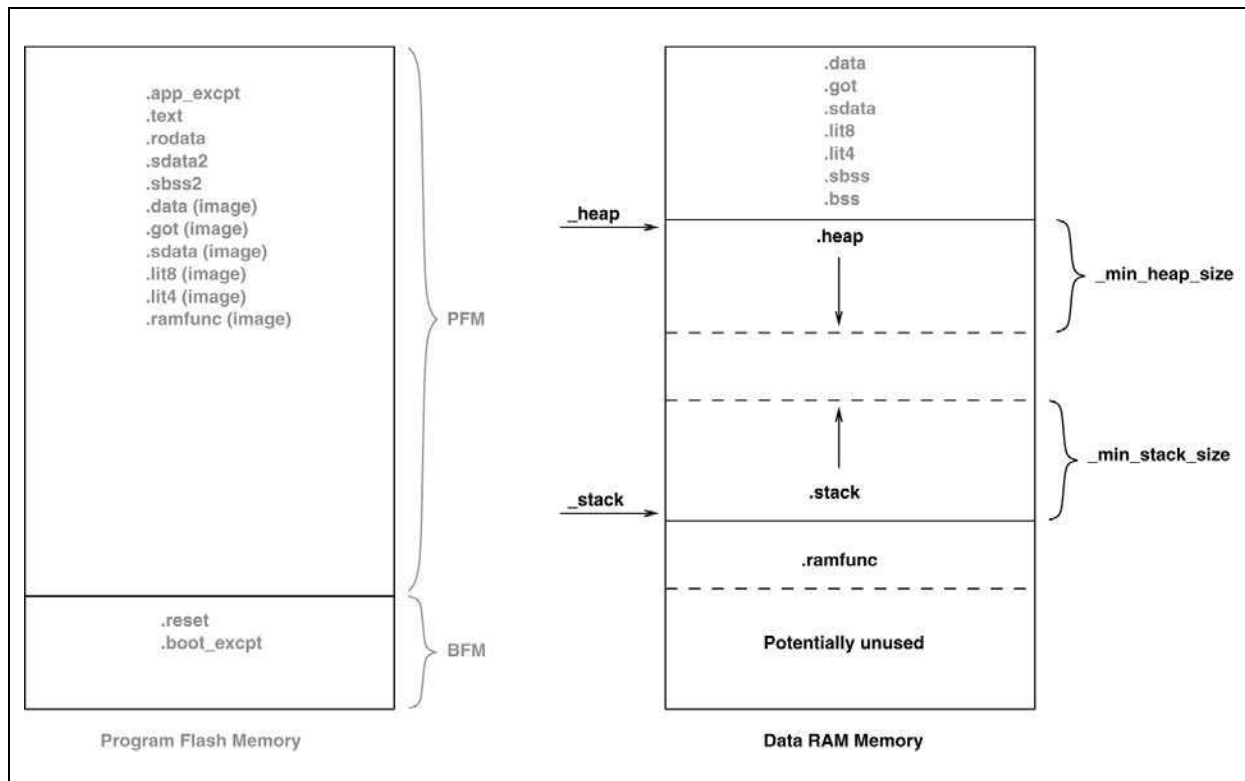 .app_excpt
.text
.rodata
.sdata2
.sbss2
.data (image)
.got (image)
.sdata (image)
.lit8 (image)
.lit4 (image)
.ramfunc (image)
PFM
.reset
.boot_excpt
BFM
Program Flash Memory
.data
.got
.sdata
.lit8
.lit4
.sbss
.bss
_heap
.heap
_min_heap_size
_min_stack_size
.stack
_stack
.ramfunc
Potentially unused
Data RAM Memory